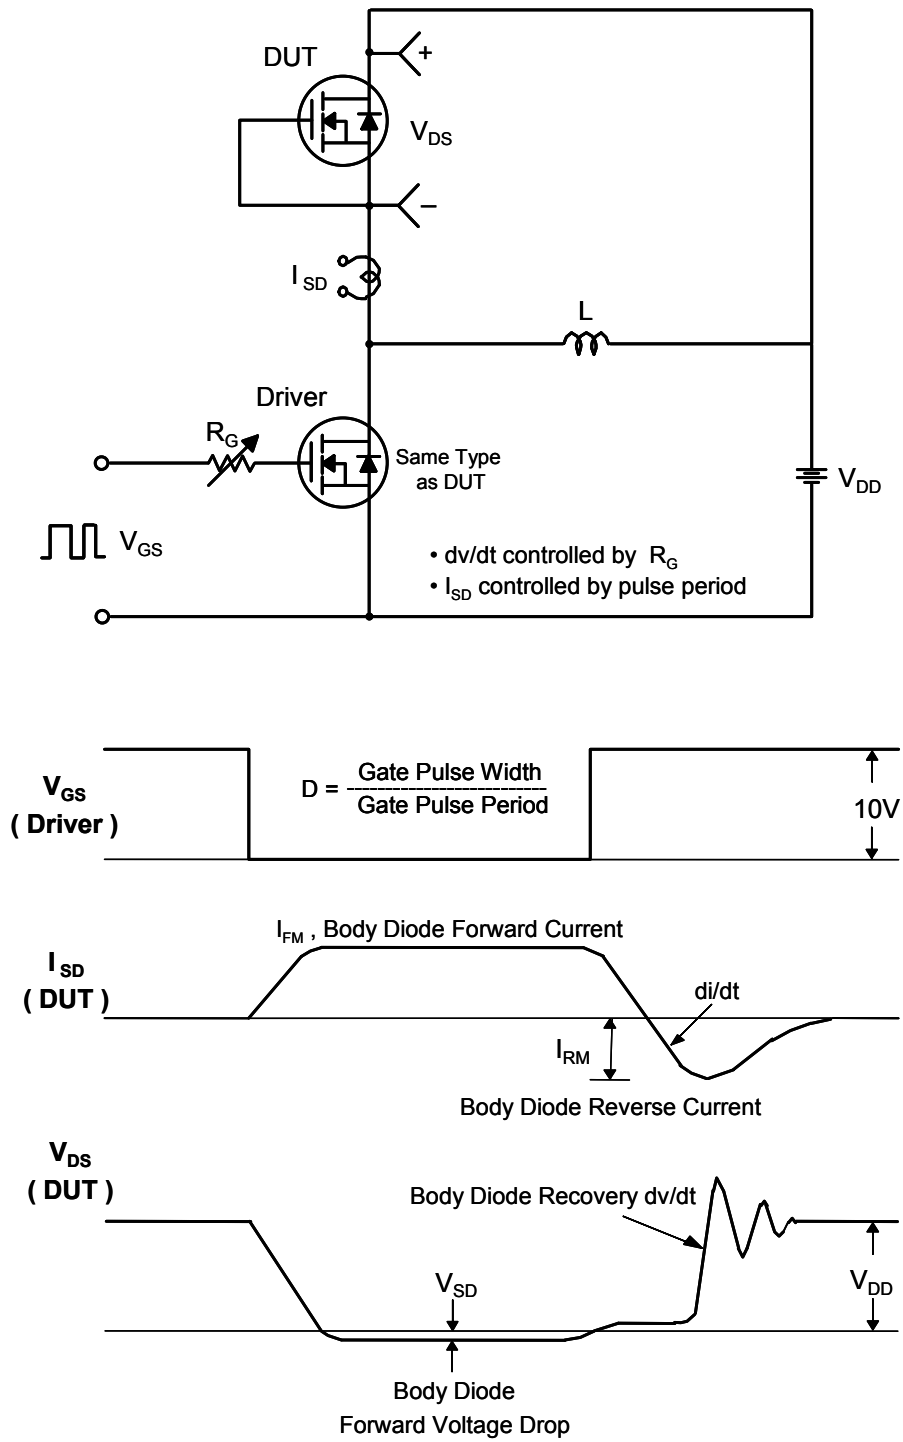 DUT
+
V_DS
−
I_SD
L
Driver
R_G
Same Type
as DUT
V_DD
V_GS
• dv/dt controlled by R_G
• I_SD controlled by pulse period
V_GS
( Driver )
D = Gate Pulse Width
Gate Pulse Period
10V
I_FM , Body Diode Forward Current
I_SD
( DUT )
di/dt
I_RM
Body Diode Reverse Current
V_DS
( DUT )
Body Diode Recovery dv/dt
V_SD
V_DD
Body Diode
Forward Voltage Drop